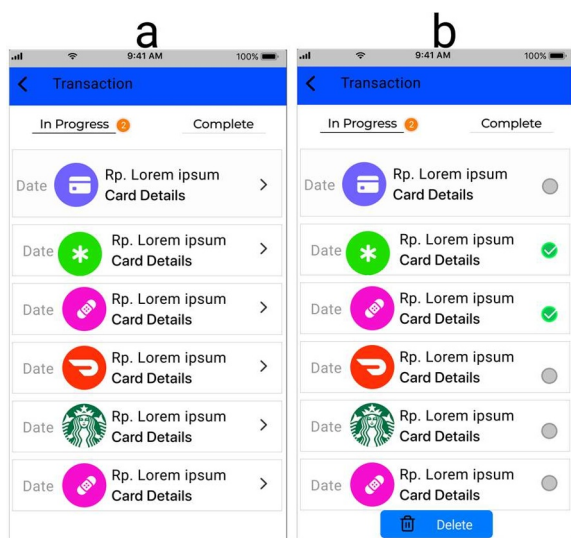 a
9:41 AM 100%
Transaction
In Progress 2 Complete
Date Rp. Lorem ipsum
Card Details
Date Rp. Lorem ipsum
Card Details
Date Rp. Lorem ipsum
Card Details
Date Rp. Lorem ipsum
Card Details
Date Rp. Lorem ipsum
Card Details
Date Rp. Lorem ipsum
Card Details
b
9:41 AM 100%
Transaction
In Progress 2 Complete
Date Rp. Lorem ipsum
Card Details
Date Rp. Lorem ipsum
Card Details
Date Rp. Lorem ipsum
Card Details
Date Rp. Lorem ipsum
Card Details
Date Rp. Lorem ipsum
Card Details
Date Rp. Lorem ipsum
Card Details
Delete